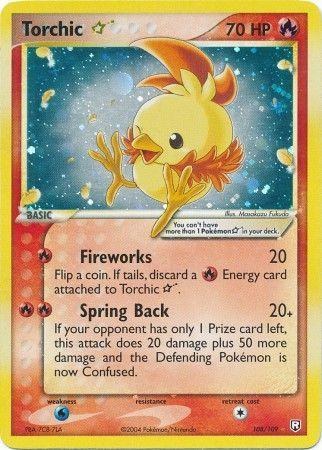 Torchic ☆ 70 HP
BASIC
Illus. Masakazu Fukuda
You can't have
more than 1 Pokémon☆ in your deck.
Fireworks 20
Flip a coin. If tails, discard a Energy card
attached to Torchic ☆.
Spring Back 20+
If your opponent has only 1 Prize card left,
this attack does 20 damage plus 50 more
damage and the Defending Pokémon is
now Confused.
weakness resistance retreat cost
PBA-7CB-7LA ©2004 Pokémon/Nintendo 108/109 R